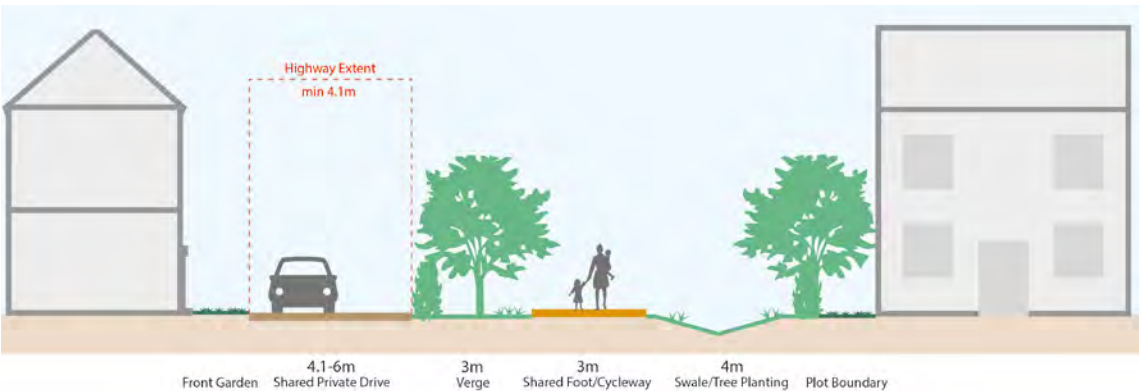 Highway Extent
min 4.1m
4.1-6m 3m 3m 4m
Front Garden Shared Private Drive Verge Shared Foot/Cycleway Swale/Tree Planting Plot Boundary